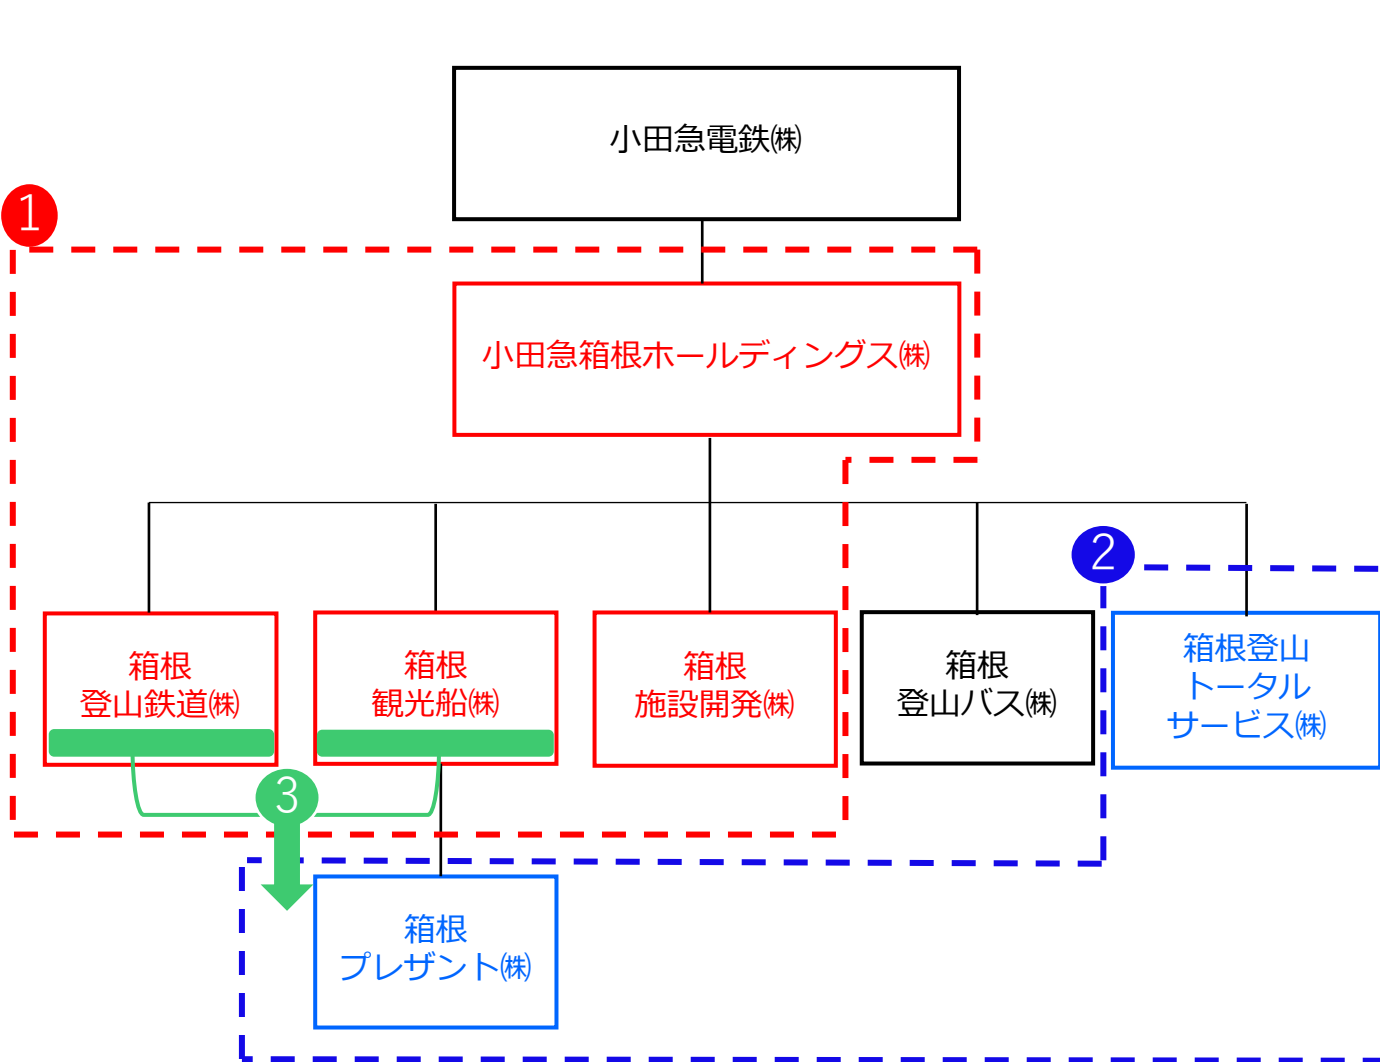 小田急電鉄㈱
1
小田急箱根ホールディングス㈱
2
箱根
登山鉄道㈱
箱根
観光船㈱
箱根
施設開発㈱
箱根
登山バス㈱
箱根登山
トータル
サービス㈱
3
箱根
プレザント㈱